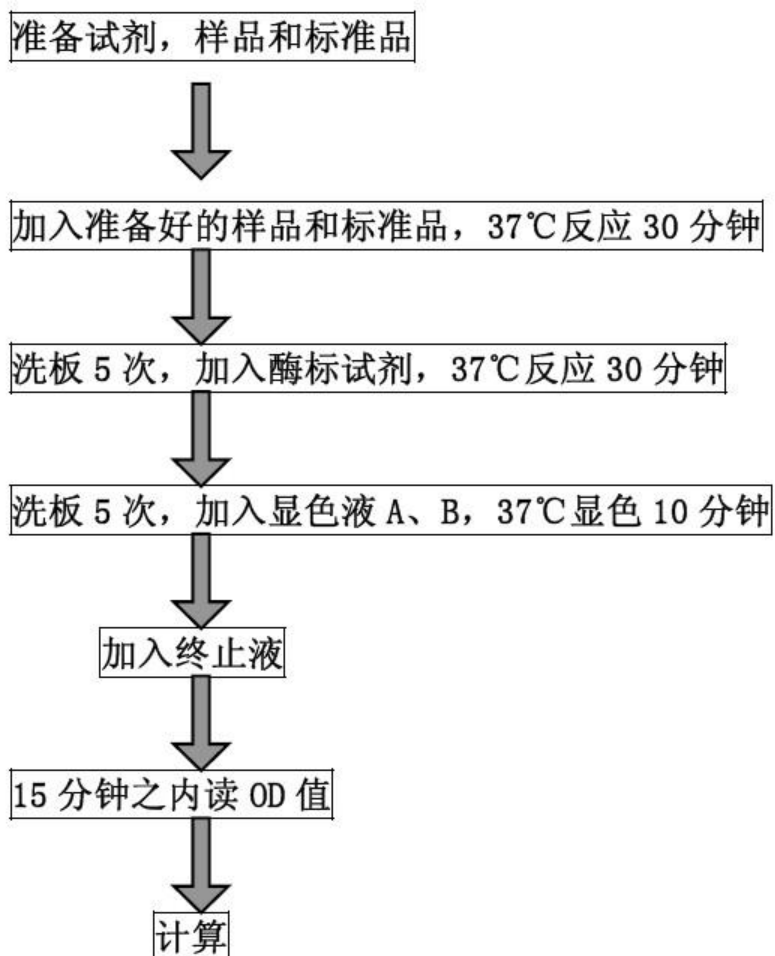 准备试剂，样品和标准品
加入准备好的样品和标准品，37℃反应 30 分钟
洗板 5 次，加入酶标试剂，37℃反应 30 分钟
洗板 5 次，加入显色液 A、B，37℃显色 10 分钟
加入终止液
15 分钟之内读 OD 值
计算